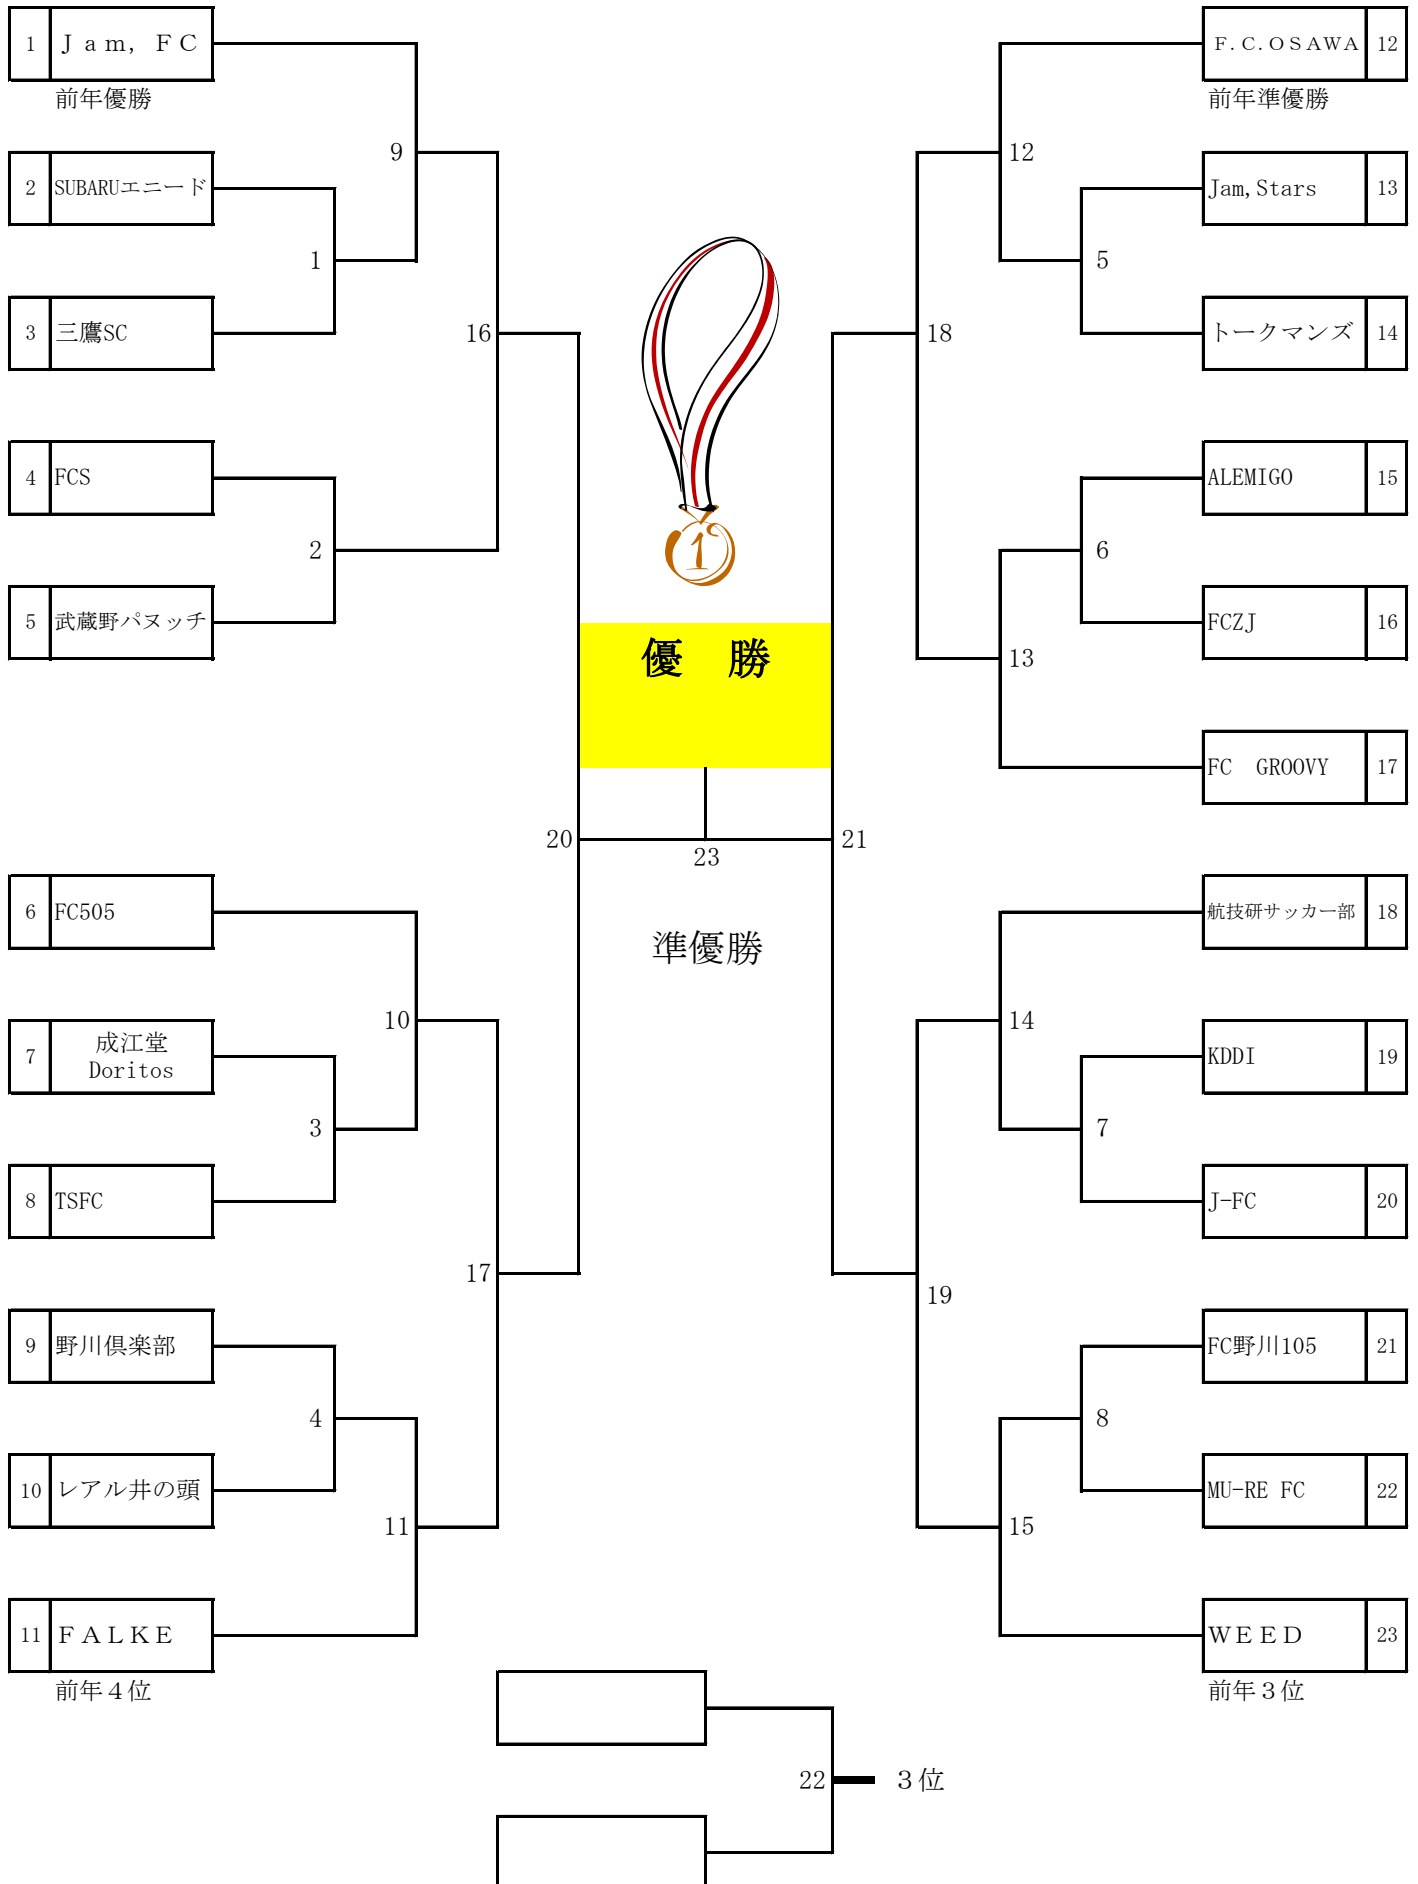 1 Ｊａｍ，ＦＣ
前年優勝
2 SUBARUエニード
3 三鷹SC
4 FCS
5 武蔵野パヌッチ
6 FC505
7 成江堂
Doritos
8 TSFC
9 野川倶楽部
10 レアル井の頭
11 ＦＡＬＫＥ
前年４位
1
2
3
4
9
10
11
16
17
20
1
優　勝
23
準優勝
21
18
19
12
13
14
15
5
6
7
8
Ｆ.Ｃ.ＯＳＡＷＡ 12
前年準優勝
Jam,Stars 13
トークマンズ 14
ALEMIGO 15
FCZJ 16
FC　GROOVY 17
航技研サッカー部 18
KDDI 19
J-FC 20
FC野川105 21
MU-RE FC 22
ＷＥＥＤ 23
前年３位
22
３位